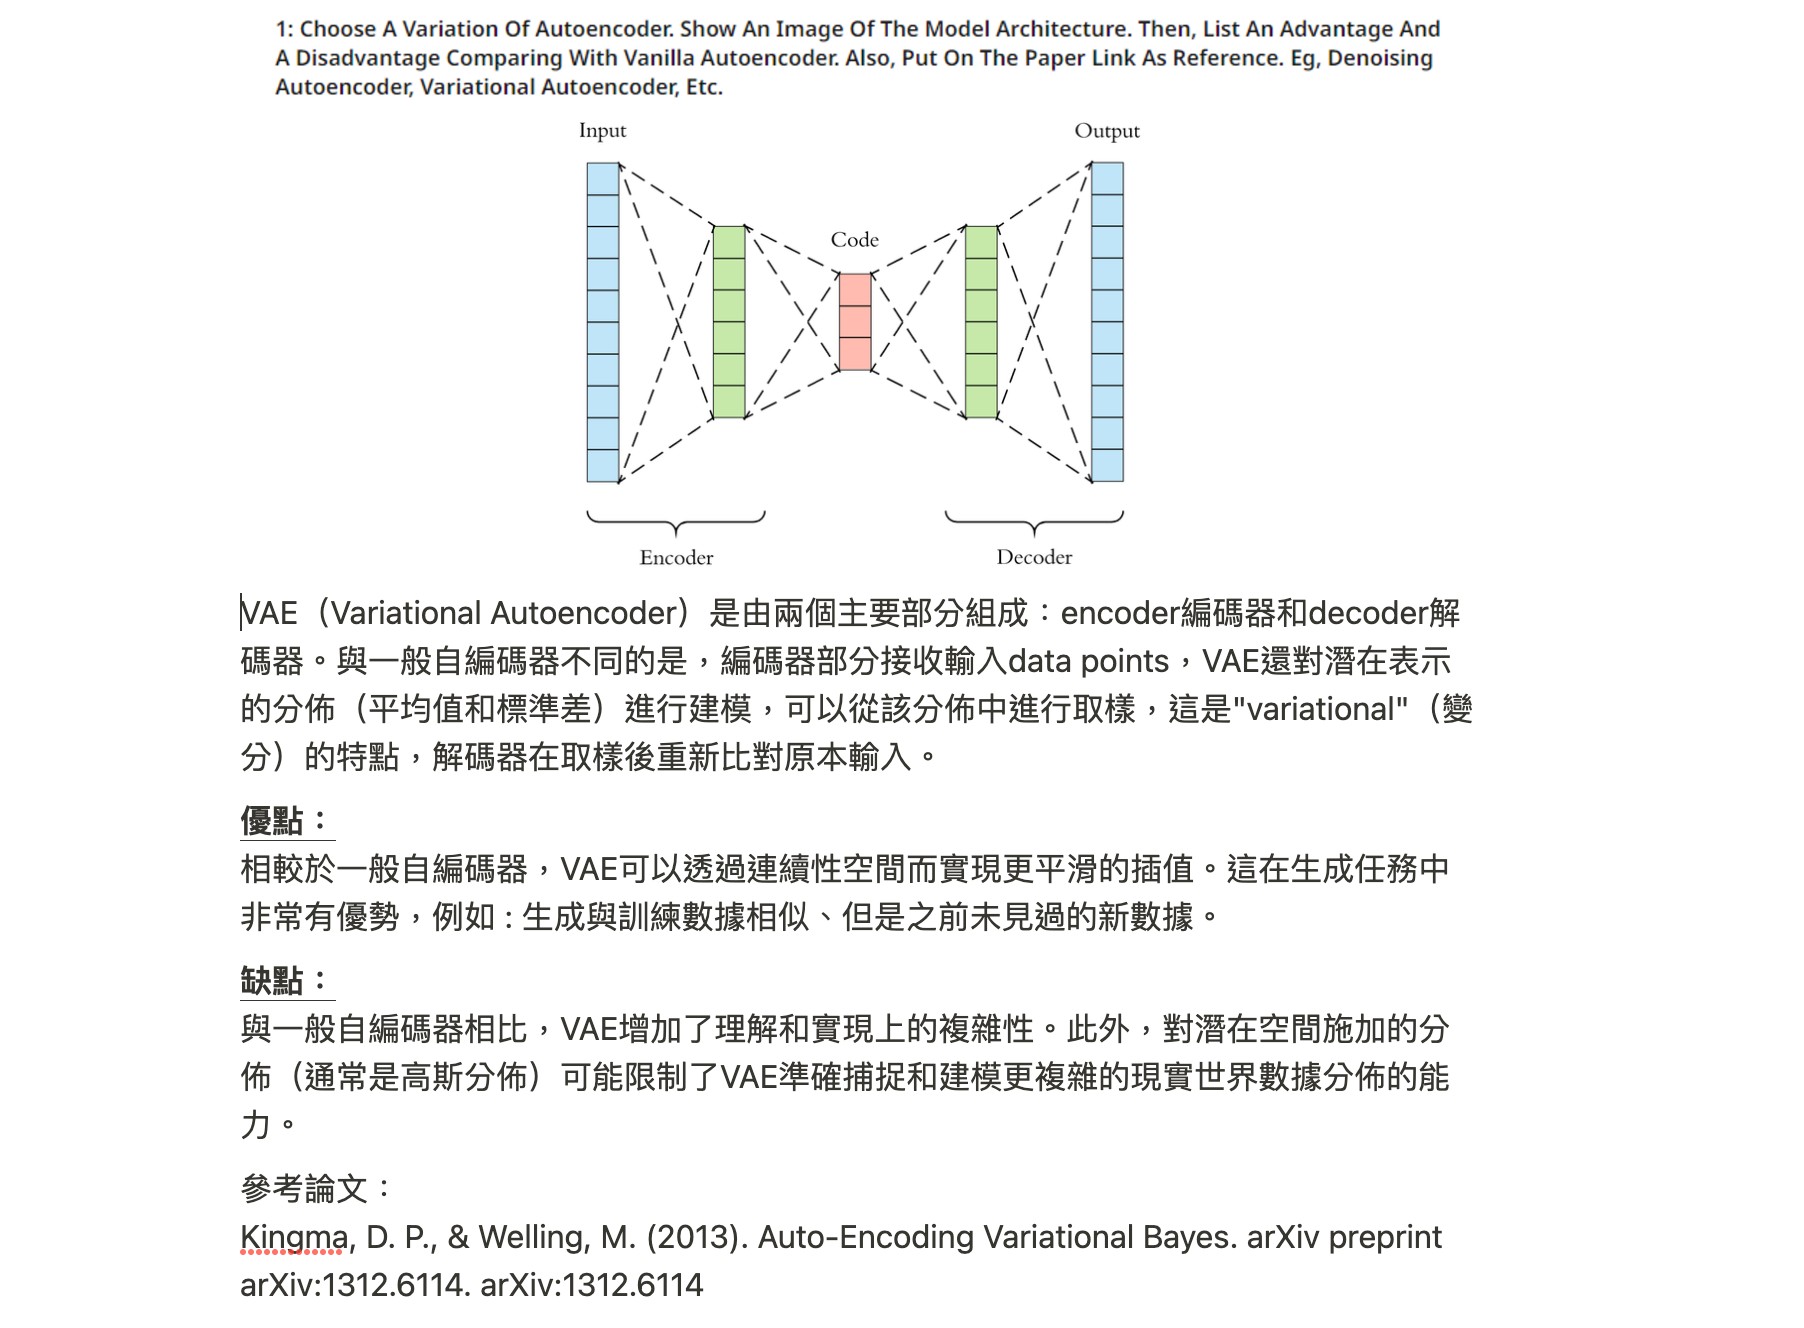 1: Choose A Variation Of Autoencoder. Show An Image Of The Model Architecture. Then, List An Advantage And
A Disadvantage Comparing With Vanilla Autoencoder. Also, Put On The Paper Link As Reference. Eg, Denoising
Autoencoder, Variational Autoencoder, Etc.
Input
Output
Code
Encoder
Decoder
VAE（Variational Autoencoder）是由兩個主要部分組成：encoder編碼器和decoder解
碼器。與一般自編碼器不同的是，編碼器部分接收輸入data points，VAE還對潛在表示
的分佈（平均值和標準差）進行建模，可以從該分佈中進行取樣，這是"variational"（變
分）的特點，解碼器在取樣後重新比對原本輸入。
優點：
相較於一般自編碼器，VAE可以透過連續性空間而實現更平滑的插值。這在生成任務中
非常有優勢，例如 : 生成與訓練數據相似、但是之前未見過的新數據。
缺點：
與一般自編碼器相比，VAE增加了理解和實現上的複雜性。此外，對潛在空間施加的分
佈（通常是高斯分佈）可能限制了VAE準確捕捉和建模更複雜的現實世界數據分佈的能
力。
參考論文：
Kingma, D. P., & Welling, M. (2013). Auto-Encoding Variational Bayes. arXiv preprint
arXiv:1312.6114. arXiv:1312.6114